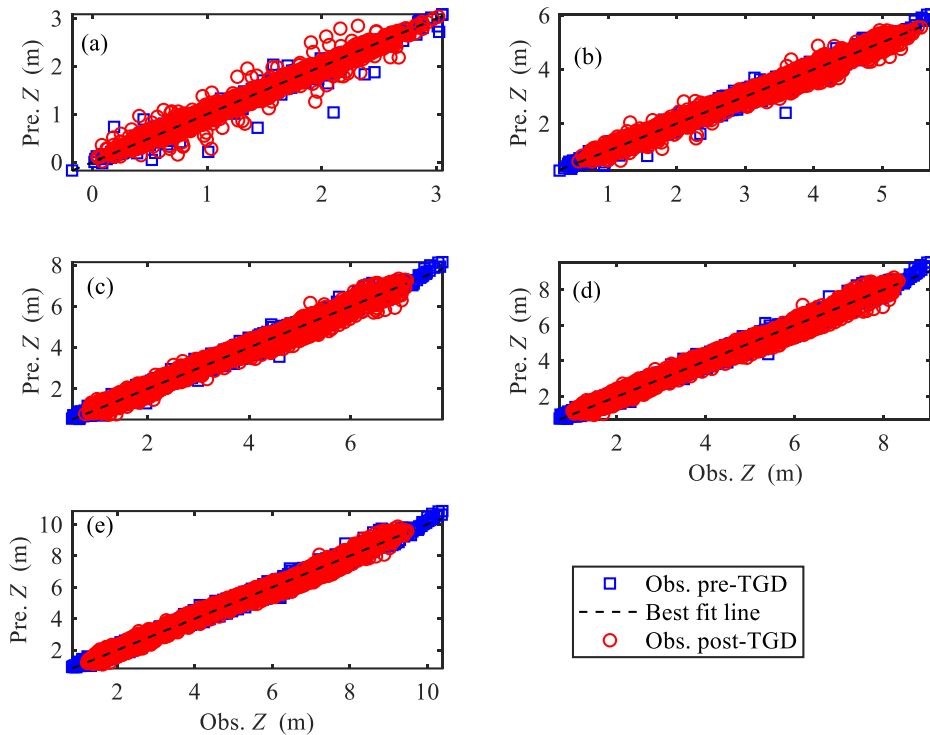 (a)
Pre. Z (m)
3
2
1
0
0 1 2 3
(b)
Pre. Z (m)
6
4
2
1 2 3 4 5
(c)
Pre. Z (m)
8
6
4
2
2 4 6
(d)
Pre. Z (m)
8
6
4
2
2 4 6 8
Obs. Z (m)
(e)
Pre. Z (m)
10
8
6
4
2
2 4 6 8 10
Obs. Z (m)
Obs. pre-TGD
Best fit line
Obs. post-TGD